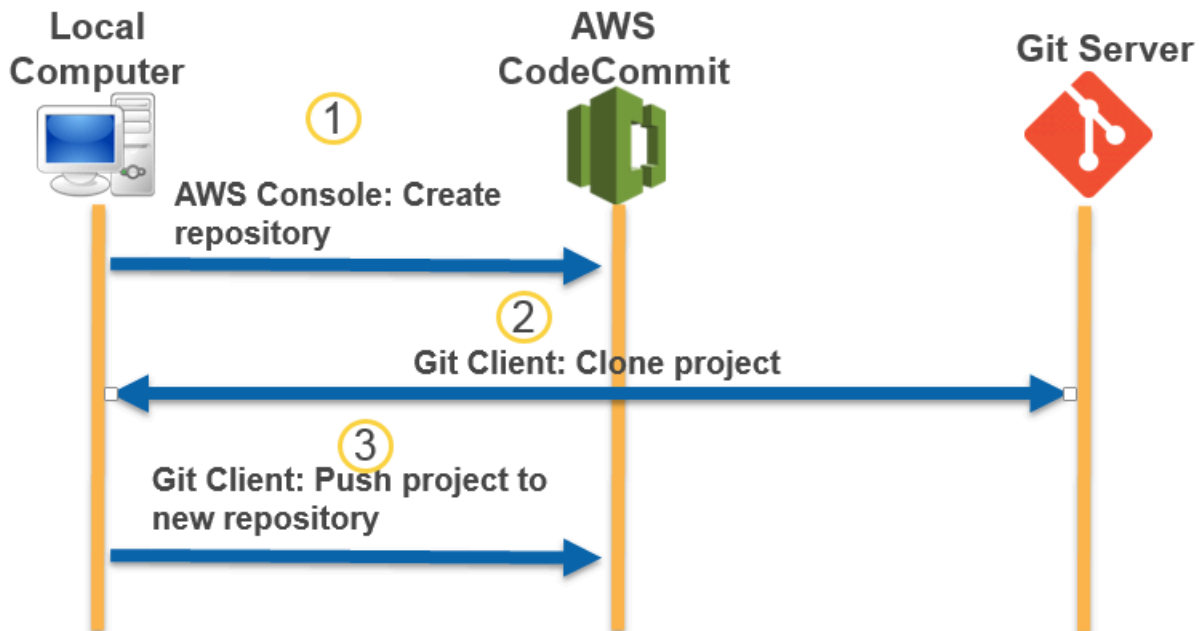 Local
Computer
AWS
CodeCommit
Git Server
1
AWS Console: Create
repository
2
Git Client: Clone project
3
Git Client: Push project to
new repository